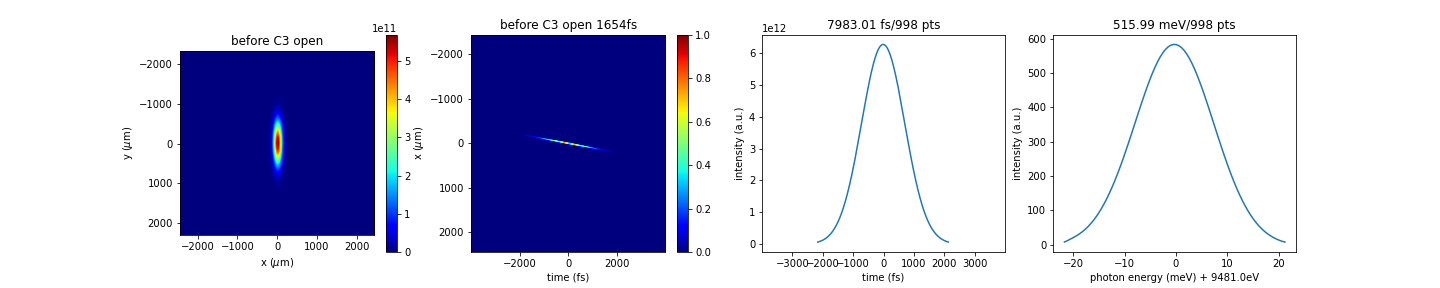 before C3 open
1e11
y (μm)
−2000
−1000
0
1000
2000
−2000 −1000 0 1000 2000
x (μm)
5
4
3
2
1
0
before C3 open 1654fs
x (μm)
−2000
−1000
0
1000
2000
−2000 0 2000
time (fs)
1.0
0.8
0.6
0.4
0.2
0.0
7983.01 fs/998 pts
1e12
intensity (a.u.)
6
5
4
3
2
1
0
−3000 −2000 −1000 0 1000 2000 3000
time (fs)
515.99 meV/998 pts
intensity (a.u.)
600
500
400
300
200
100
0
−20 −10 0 10 20
photon energy (meV) + 9481.0eV